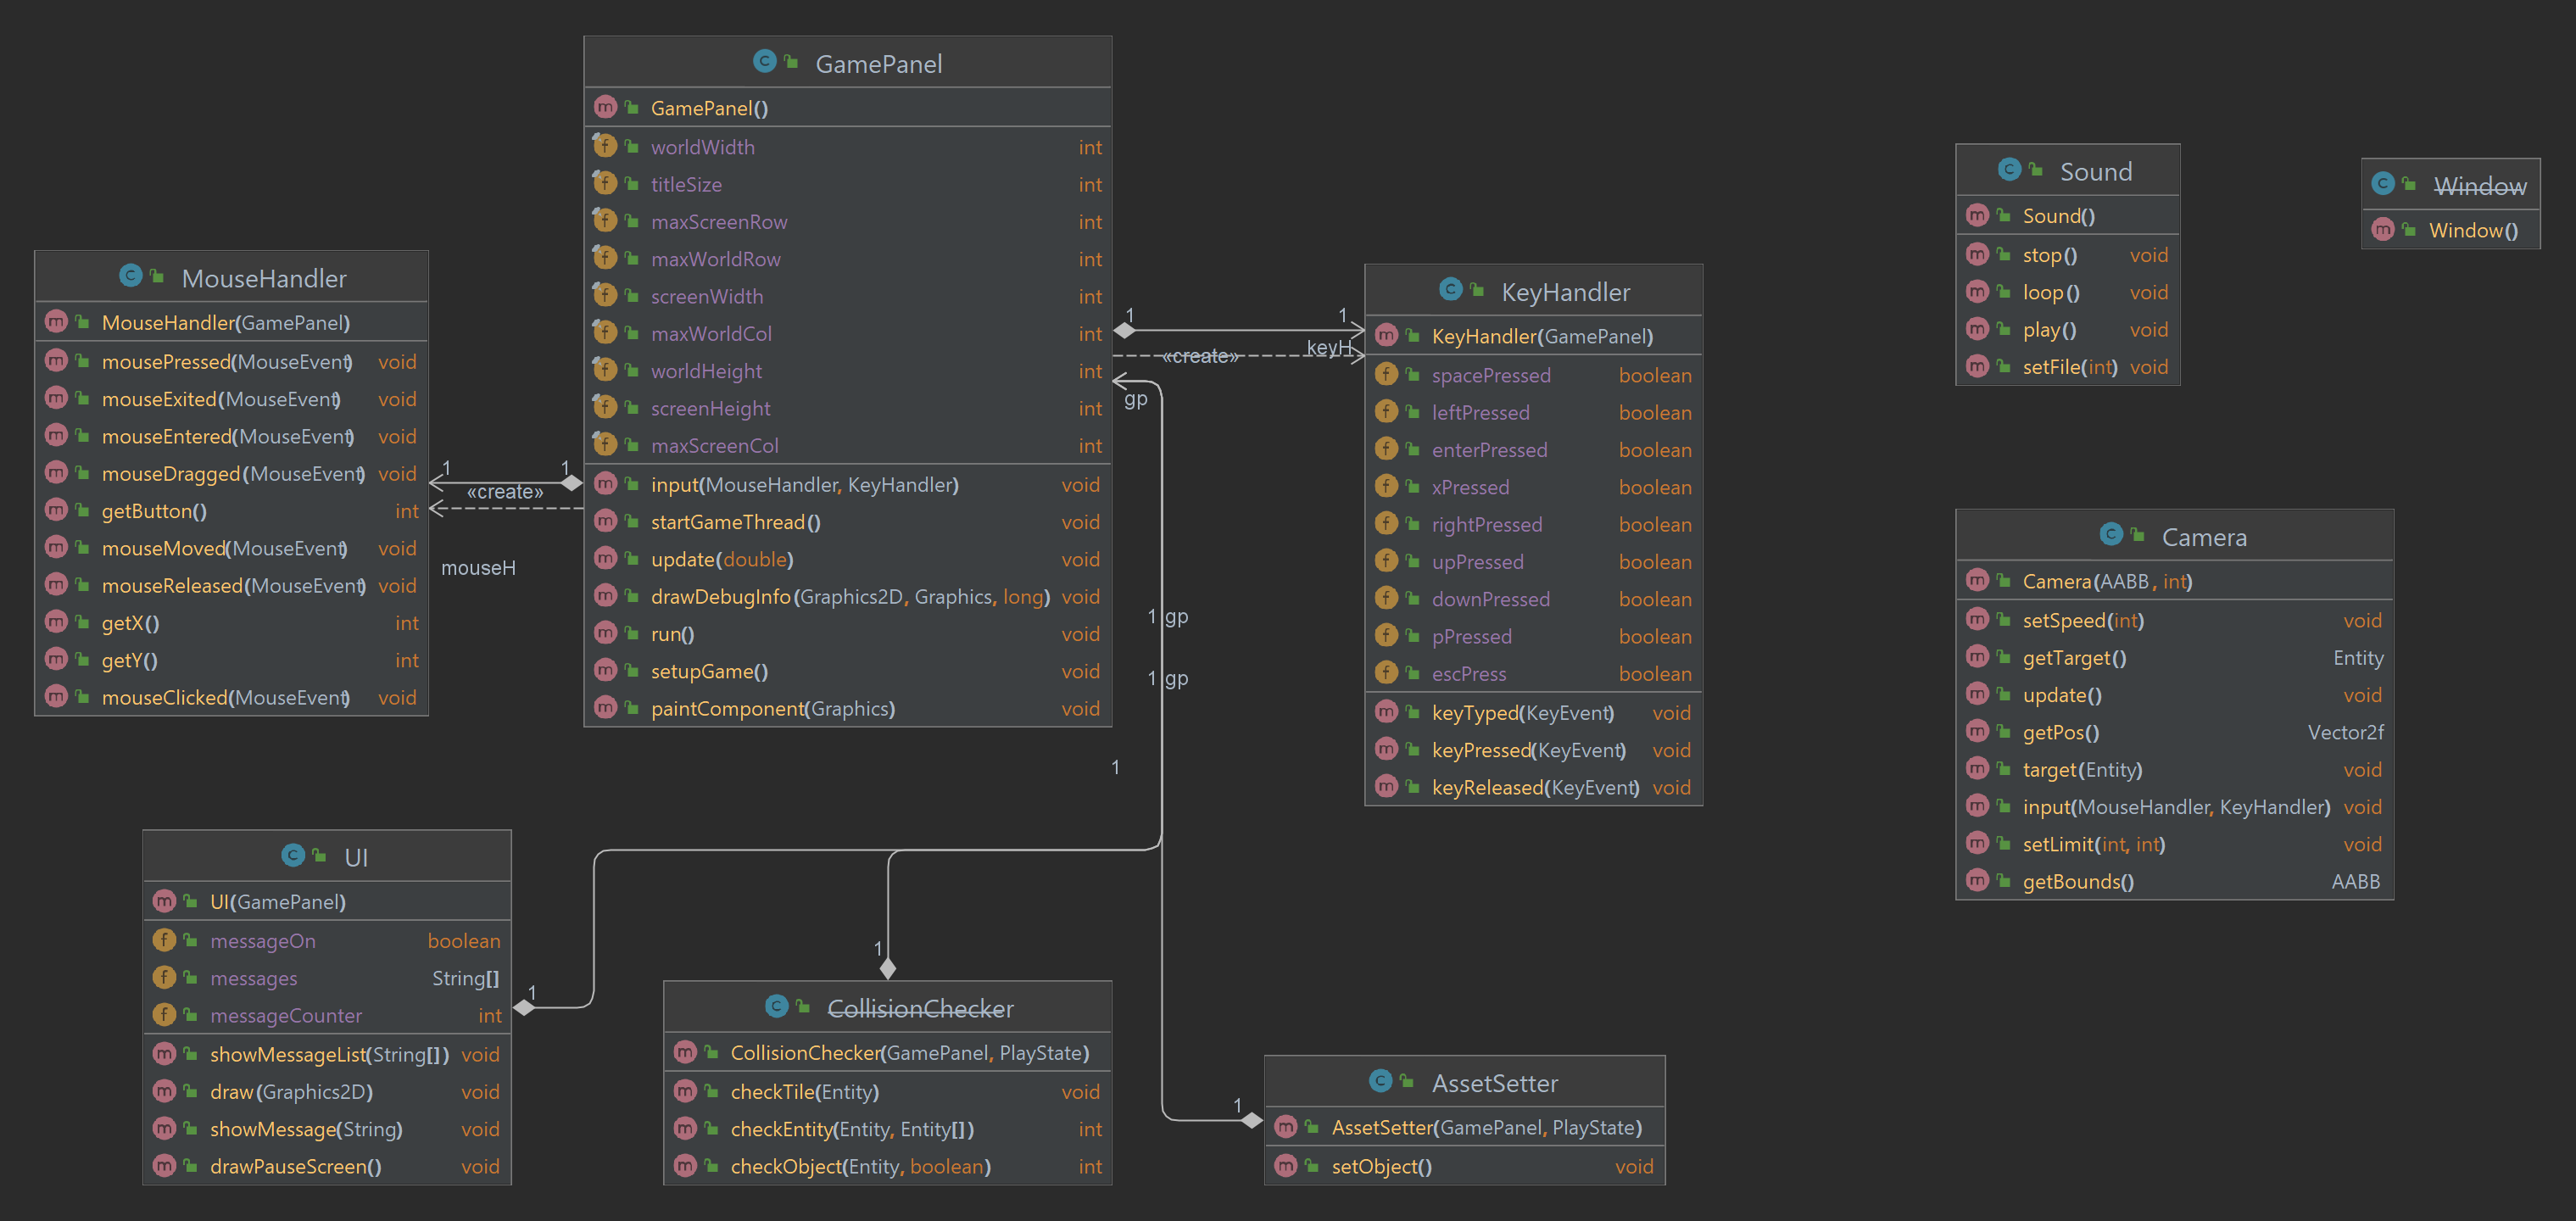 GamePanel
GamePanel()
worldWidth int
titleSize int
maxScreenRow int
maxWorldRow int
screenWidth int
maxWorldCol int
worldHeight int
screenHeight int
maxScreenCol int
input(MouseHandler, KeyHandler) void
startGameThread() void
update(double) void
drawDebugInfo(Graphics2D, Graphics, long) void
run() void
setupGame() void
paintComponent(Graphics) void
MouseHandler
MouseHandler(GamePanel)
mousePressed(MouseEvent) void
mouseExited(MouseEvent) void
mouseEntered(MouseEvent) void
mouseDragged(MouseEvent) void
getButton() int
mouseMoved(MouseEvent) void
mouseReleased(MouseEvent) void
getX() int
getY() int
mouseClicked(MouseEvent) void
1 1
«create»
mouseH
1 1
«create» keyH
gp
1 gp
1 gp
1
KeyHandler
KeyHandler(GamePanel)
spacePressed boolean
leftPressed boolean
enterPressed boolean
xPressed boolean
rightPressed boolean
upPressed boolean
downPressed boolean
pPressed boolean
escPress boolean
keyTyped(KeyEvent) void
keyPressed(KeyEvent) void
keyReleased(KeyEvent) void
Sound
Sound()
stop() void
loop() void
play() void
setFile(int) void
Window
Window()
Camera
Camera(AABB, int)
setSpeed(int) void
getTarget() Entity
update() void
getPos() Vector2f
target(Entity) void
input(MouseHandler, KeyHandler) void
setLimit(int, int) void
getBounds() AABB
UI
UI(GamePanel)
messageOn boolean
messages String[]
messageCounter int
showMessageList(String[]) void
draw(Graphics2D) void
showMessage(String) void
drawPauseScreen() void
1
1
CollisionChecker
CollisionChecker(GamePanel, PlayState)
checkTile(Entity) void
checkEntity(Entity, Entity[]) int
checkObject(Entity, boolean) int
1
AssetSetter
AssetSetter(GamePanel, PlayState)
setObject() void